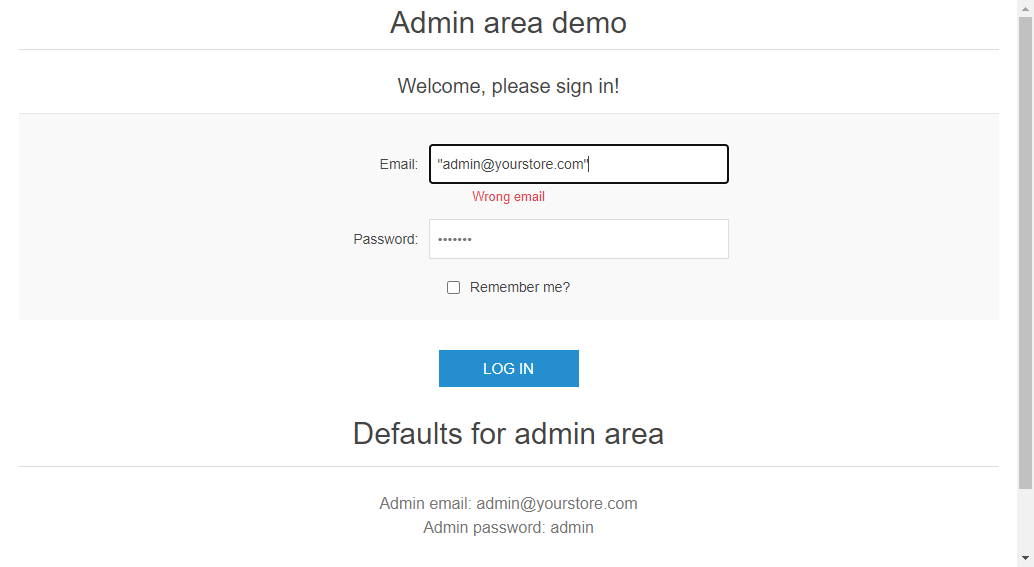 Admin area demo
Welcome, please sign in!
Email: "admin@yourstore.com"
Wrong email
Password: •••••••
Remember me?
LOG IN
Defaults for admin area
Admin email: admin@yourstore.com
Admin password: admin